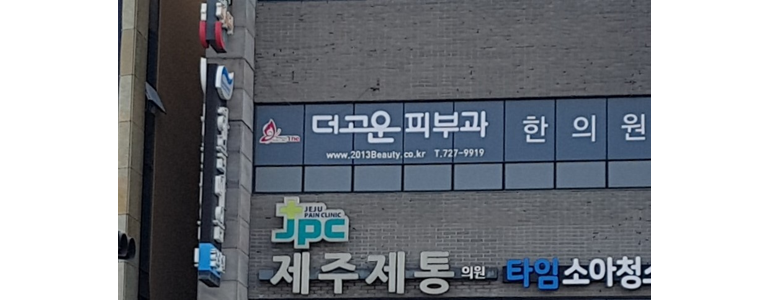 더고운피부과 한의원
www.2013Beauty.co.kr T.727-9919
JEJU
PAIN CLINIC
JPC
제주제통 의원 타임 소아청소